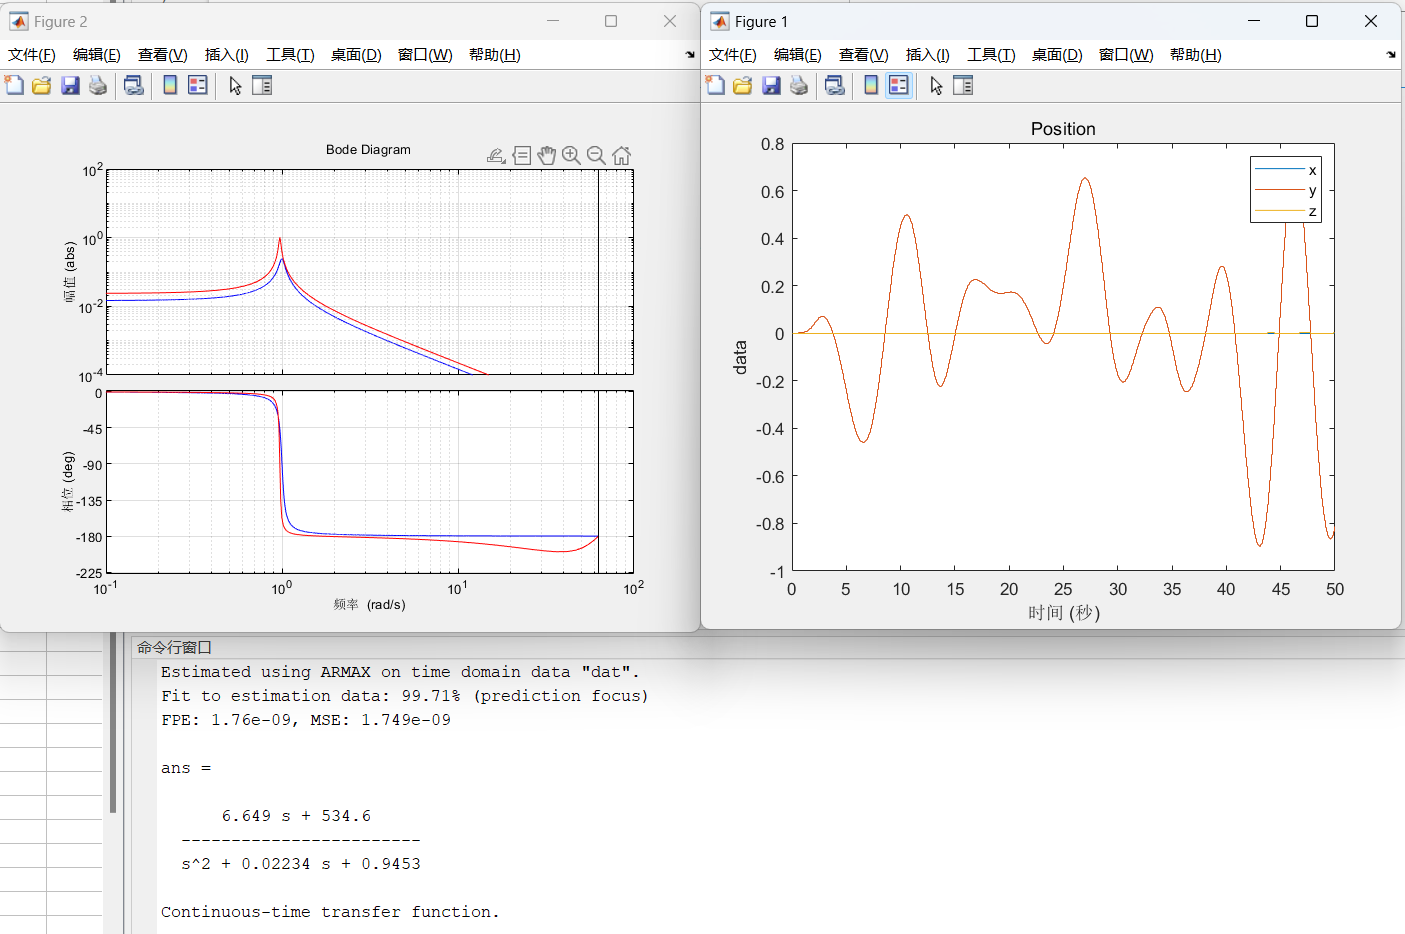 Figure 2
文件(F) 编辑(E) 查看(V) 插入(I) 工具(T) 桌面(D) 窗口(W) 帮助(H)
Bode Diagram
10^2
10^0
10^-2
10^-4
幅值 (abs)
0
-45
-90
-135
-180
-225
相位 (deg)
10^-1 10^0 10^1 10^2
频率 (rad/s)
Figure 1
文件(F) 编辑(E) 查看(V) 插入(I) 工具(T) 桌面(D) 窗口(W) 帮助(H)
Position
0.8
0.6
0.4
0.2
0
-0.2
-0.4
-0.6
-0.8
-1
data
x
y
z
0 5 10 15 20 25 30 35 40 45 50
时间 (秒)
命令行窗口
Estimated using ARMAX on time domain data "dat".
Fit to estimation data: 99.71% (prediction focus)
FPE: 1.76e-09, MSE: 1.749e-09
ans =
6.649 s + 534.6
------------------------
s^2 + 0.02234 s + 0.9453
Continuous-time transfer function.